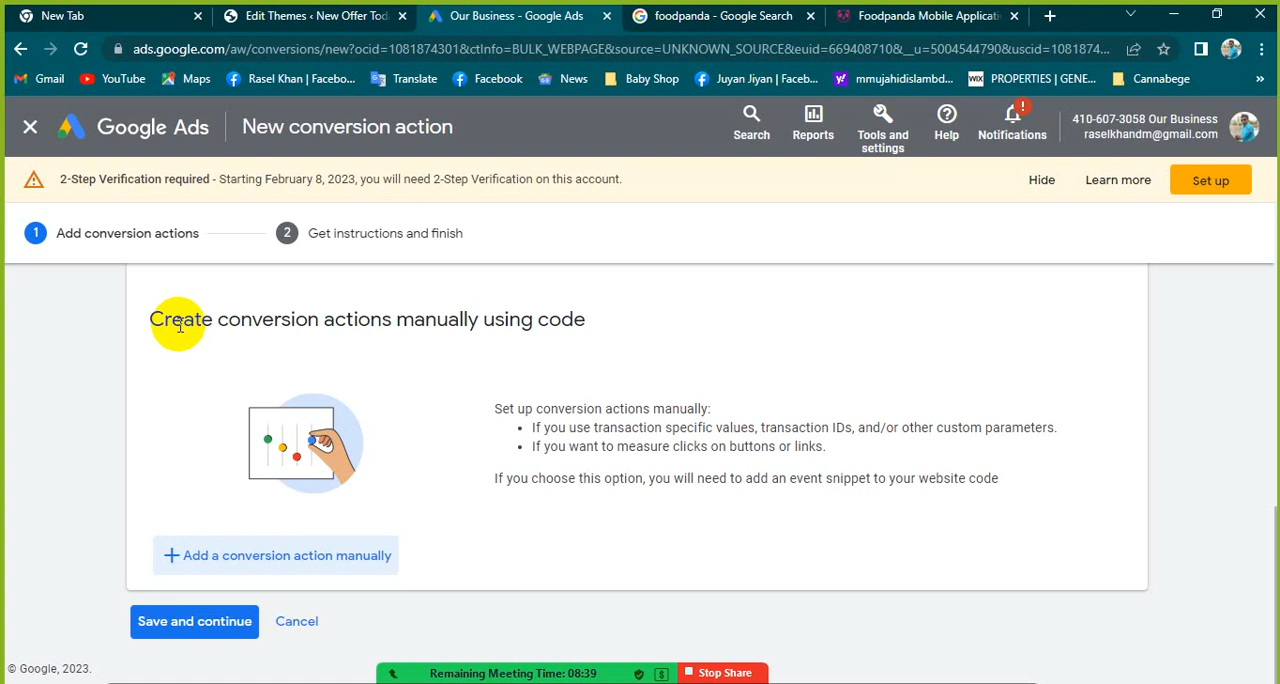 New Tab
Edit Themes ‹ New Offer Toda
Our Business - Google Ads
foodpanda - Google Search
Foodpanda Mobile Applicati
ads.google.com/aw/conversions/new?ocid=1081874301&ctInfo=BULK_WEBPAGE&source=UNKNOWN_SOURCE&euid=669408710&__u=5004544790&uscid=1081874...
Gmail
YouTube
Maps
Rasel Khan | Facebo...
Translate
Facebook
News
Baby Shop
Juyan Jiyan | Faceb...
mmujahidislambd...
WIX PROPERTIES | GENE...
Cannabege
»
Google Ads
New conversion action
Search
Reports
Tools and
settings
Help
Notifications
410-607-3058 Our Business
raselkhandm@gmail.com
2-Step Verification required - Starting February 8, 2023, you will need 2-Step Verification on this account.
Hide
Learn more
Set up
1 Add conversion actions
2 Get instructions and finish
Create conversion actions manually using code
Set up conversion actions manually:
• If you use transaction specific values, transaction IDs, and/or other custom parameters.
• If you want to measure clicks on buttons or links.
If you choose this option, you will need to add an event snippet to your website code
+ Add a conversion action manually
Save and continue
Cancel
© Google, 2023.
Remaining Meeting Time: 08:39
Stop Share